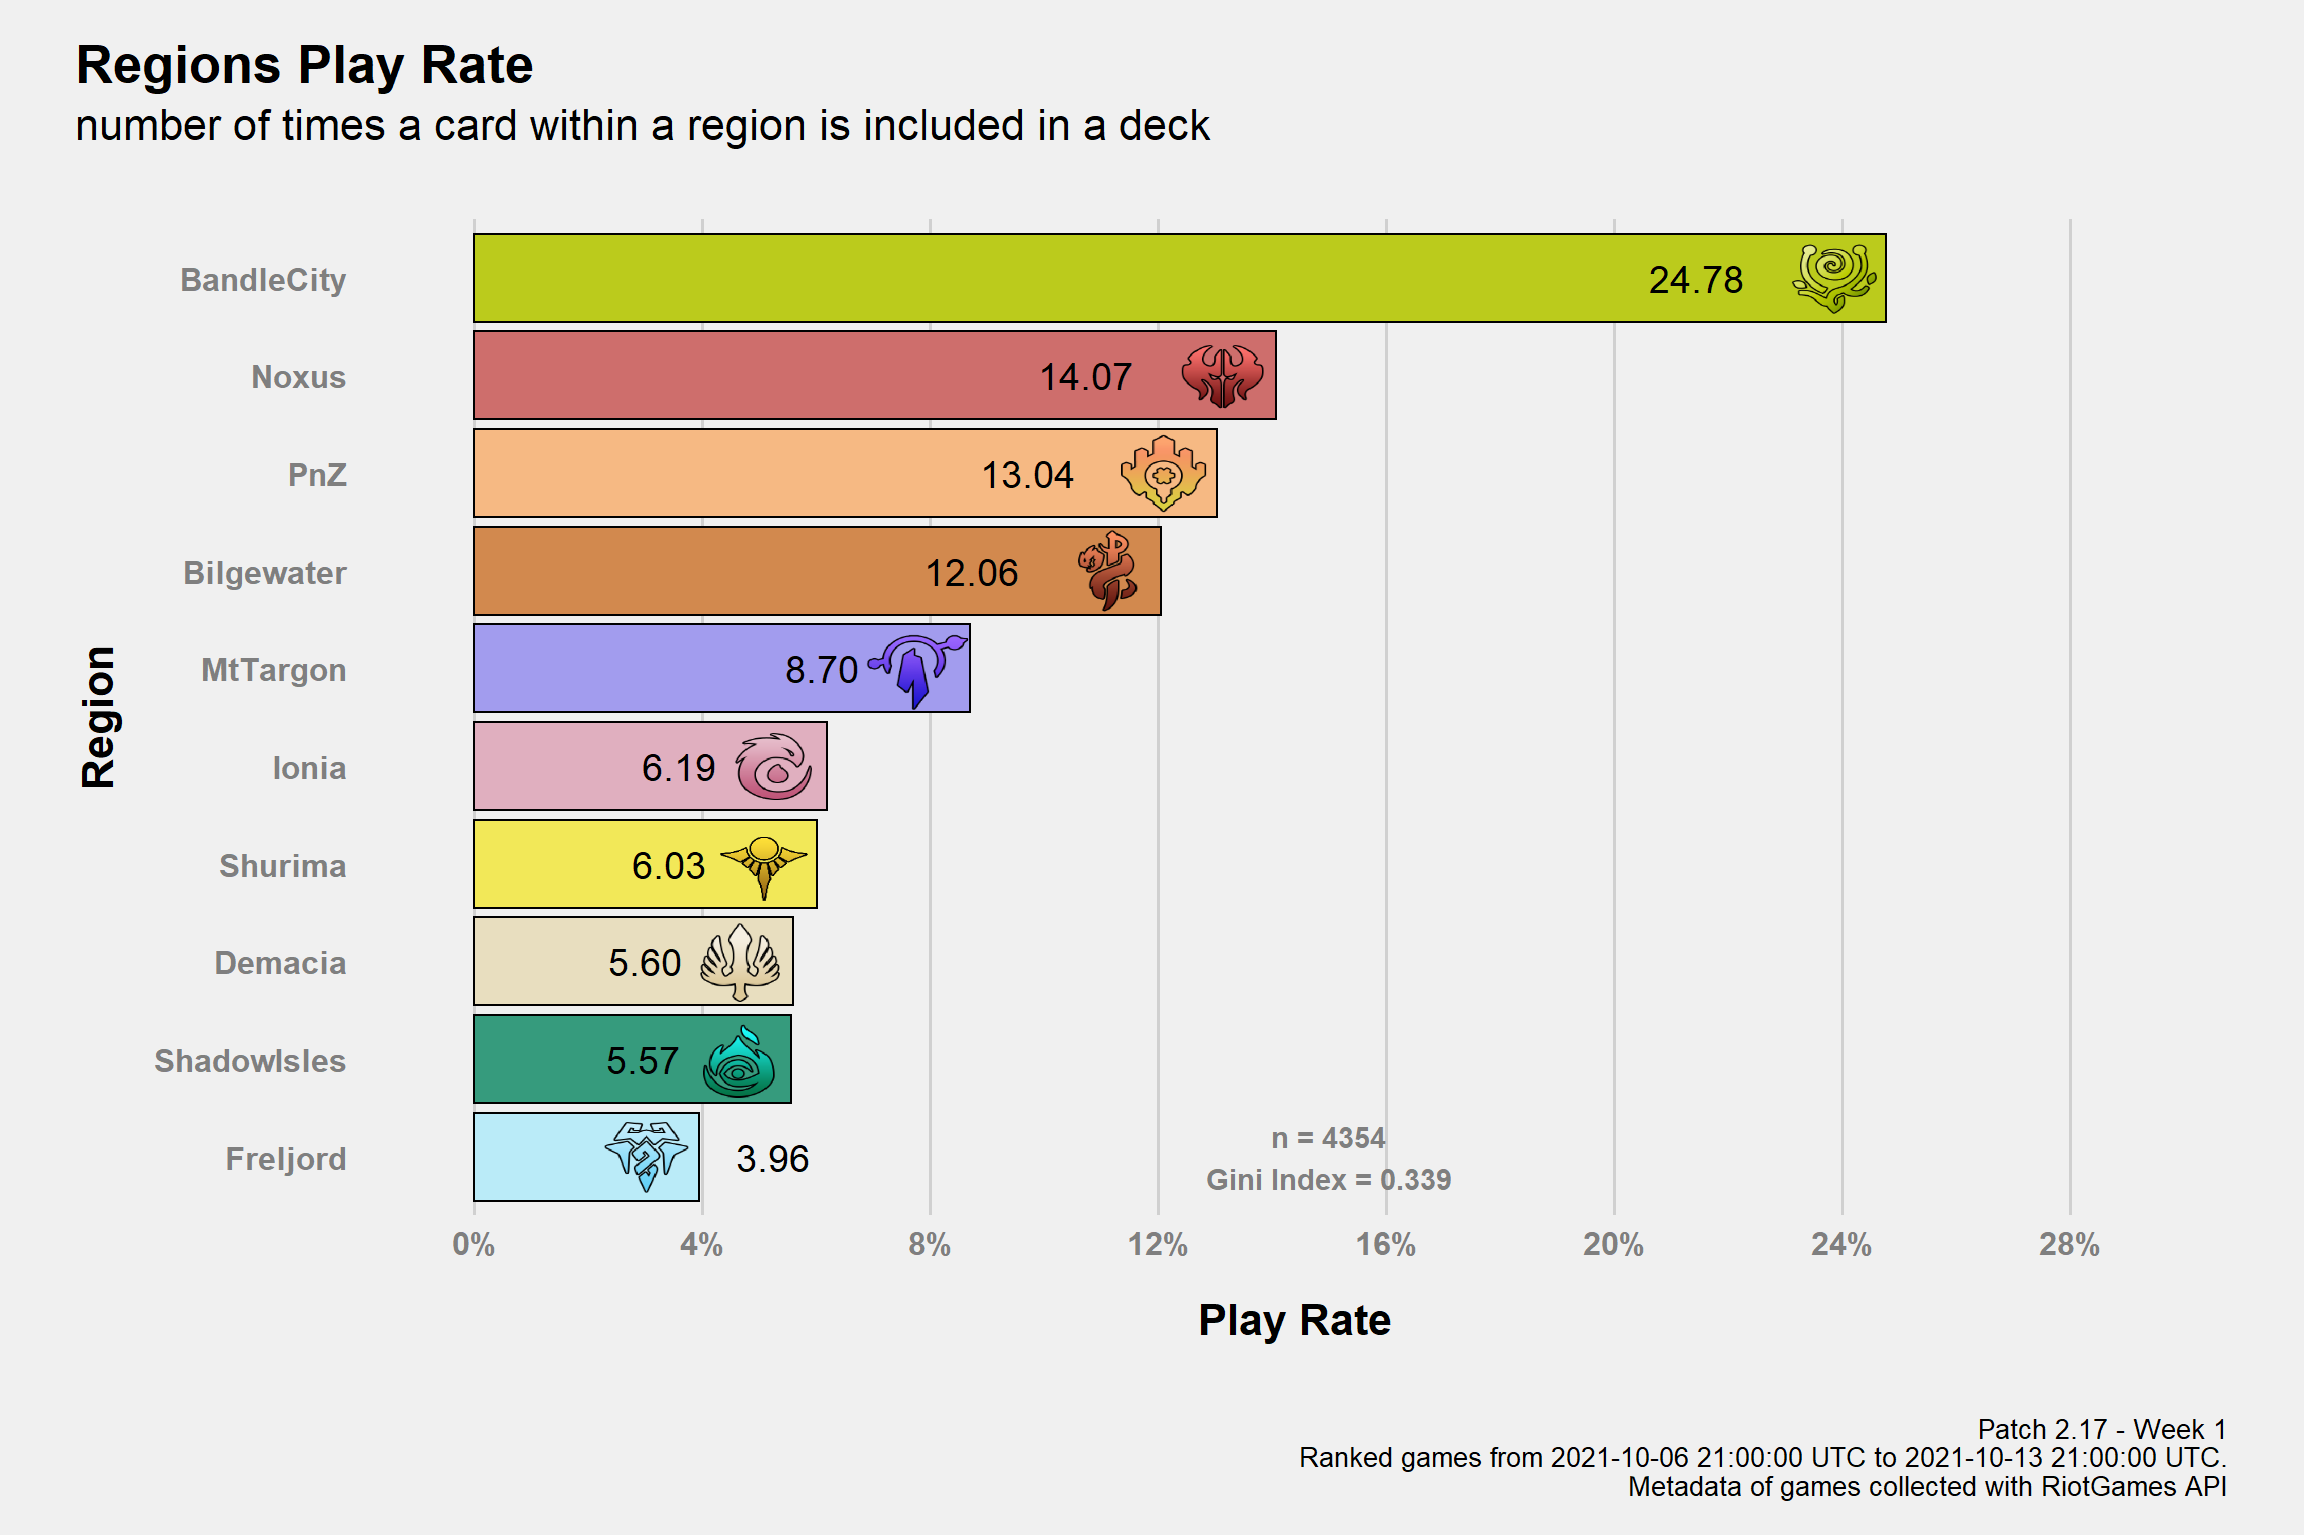 Regions Play Rate
number of times a card within a region is included in a deck
Region
BandleCity 24.78
Noxus 14.07
PnZ 13.04
Bilgewater 12.06
MtTargon 8.70
Ionia 6.19
Shurima 6.03
Demacia 5.60
ShadowIsles 5.57
Freljord 3.96
n = 4354
Gini Index = 0.339
0% 4% 8% 12% 16% 20% 24% 28%
Play Rate
Patch 2.17 - Week 1
Ranked games from 2021-10-06 21:00:00 UTC to 2021-10-13 21:00:00 UTC.
Metadata of games collected with RiotGames API